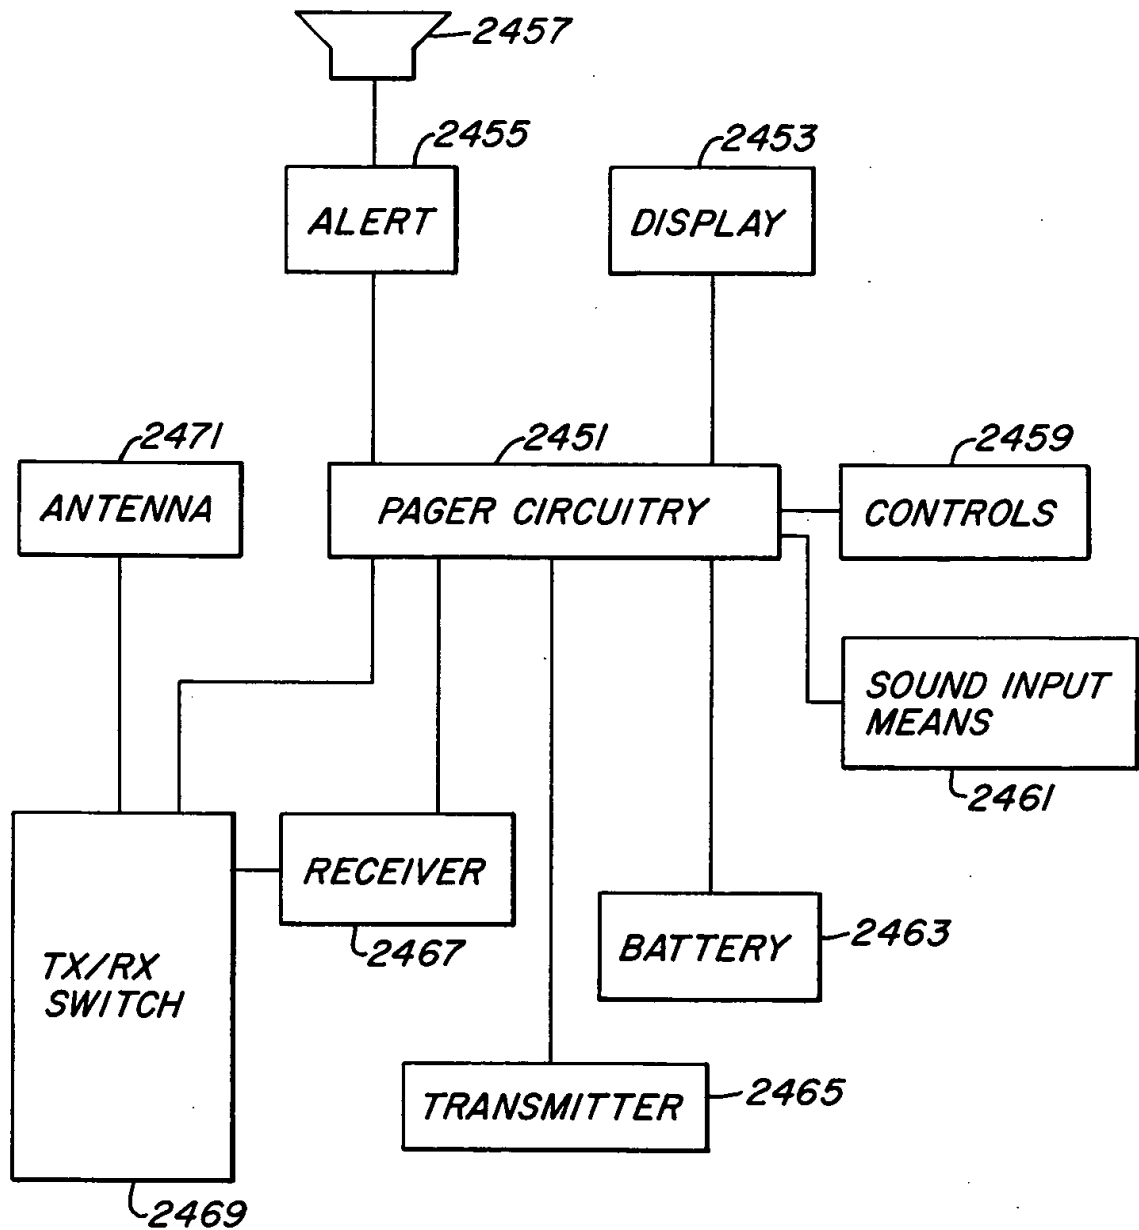 2457
2455
ALERT
2453
DISPLAY
2471
ANTENNA
2451
PAGER CIRCUITRY
2459
CONTROLS
SOUND INPUT
MEANS
2461
RECEIVER
2467
BATTERY
2463
TX/RX
SWITCH
2469
TRANSMITTER
2465